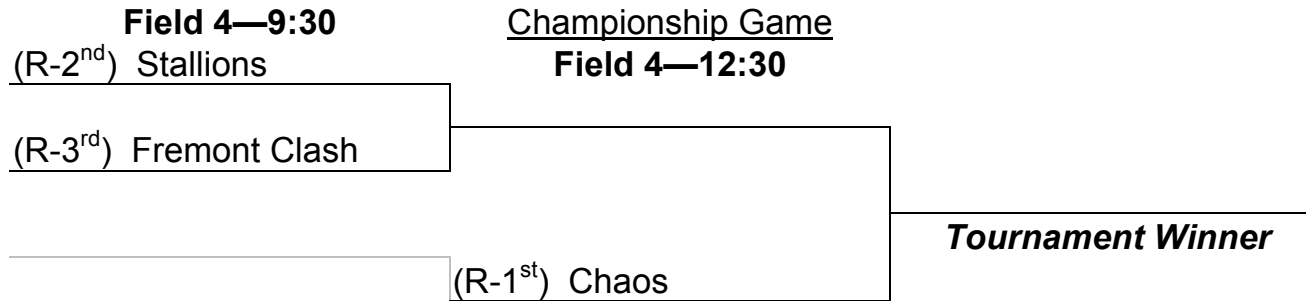 Field 4—9:30
Championship Game
(R-2nd) Stallions
Field 4—12:30
(R-3rd) Fremont Clash
Tournament Winner
(R-1st) Chaos